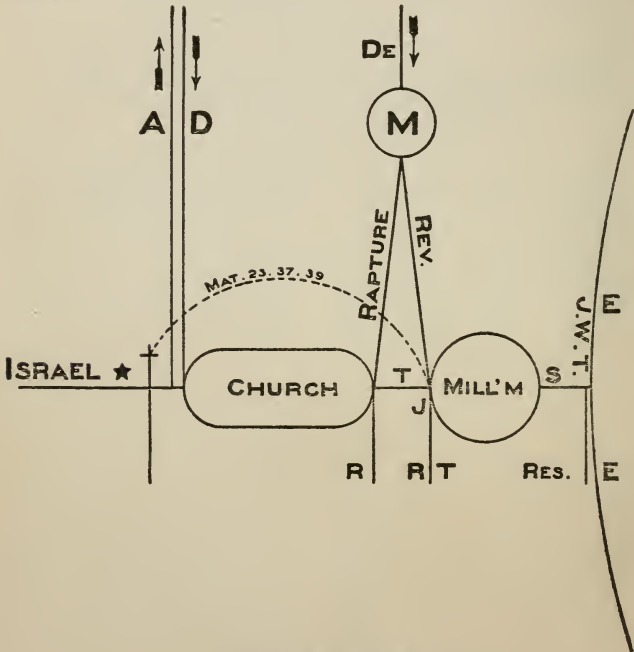 DE
A D
M
RAPTURE
REV.
MAT. 23. 37. 39
J.W.T.
E
ISRAEL
CHURCH
T
J
MILL'M
S
R
R T
RES.
E